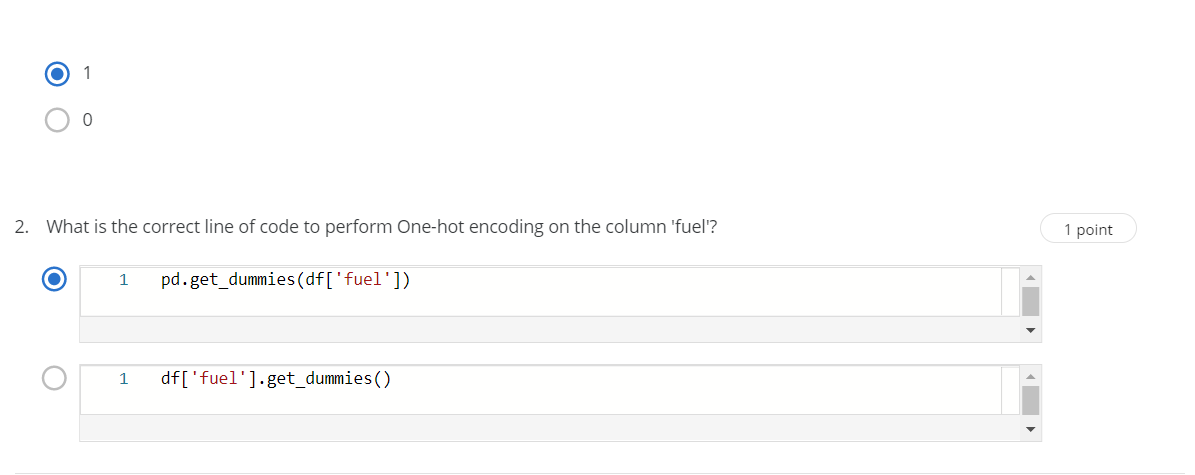 1
0
2. What is the correct line of code to perform One-hot encoding on the column 'fuel'?
1 point
1 pd.get_dummies(df['fuel'])
1 df['fuel'].get_dummies()